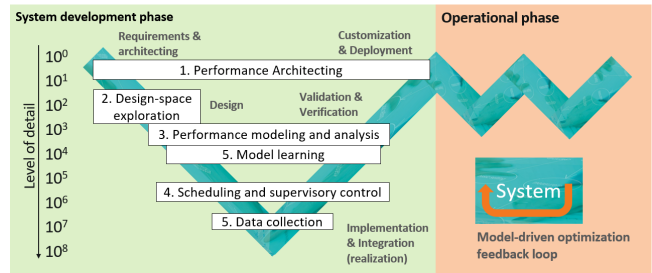 System development phase
Operational phase
Requirements &
architecting
Customization
& Deployment
Level of detail
10⁰
10¹
10²
10³
10⁴
10⁵
10⁶
10⁷
10⁸
1. Performance Architecting
2. Design-space
exploration
Design
Validation &
Verification
3. Performance modeling and analysis
5. Model learning
4. Scheduling and supervisory control
5. Data collection
Implementation
& Integration
(realization)
System
Model-driven optimization
feedback loop